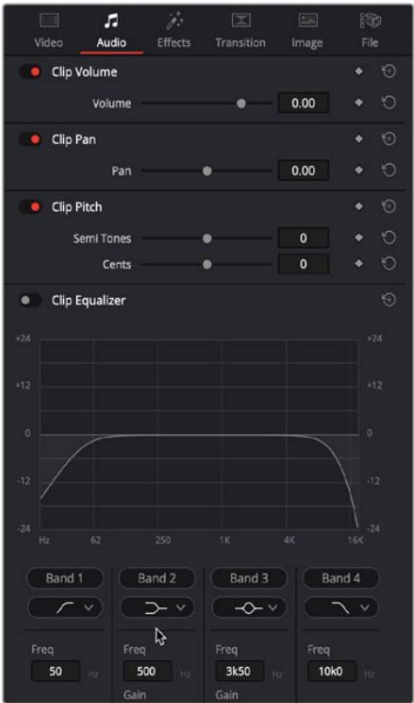 Video Audio Effects Transition Image File
Clip Volume
Volume 0.00
Clip Pan
Pan 0.00
Clip Pitch
Semi Tones 0
Cents 0
Clip Equalizer
+24 +24
+12 +12
0 0
-12 -12
-24 -24
Hz 62 250 1K 4K 16K
Band 1 Band 2 Band 3 Band 4
Freq Freq Freq Freq
50 Hz 500 Hz 3k50 Hz 10k0 Hz
Gain Gain